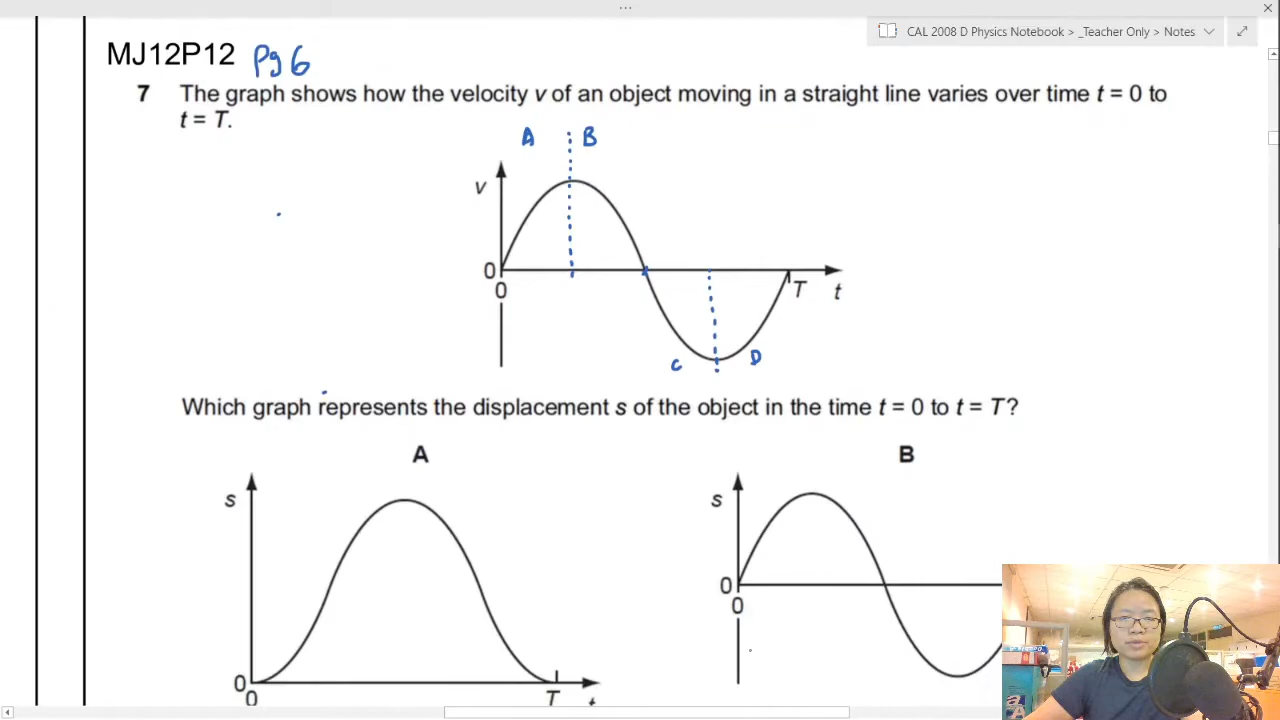 CAL 2008 D Physics Notebook > _Teacher Only > Notes
MJ12P12 Pg 6
7 The graph shows how the velocity v of an object moving in a straight line varies over time t = 0 to
t = T.
A B
v
0
0
T t
C D
Which graph represents the displacement s of the object in the time t = 0 to t = T?
A B
s
0
0
T t
s
0
0